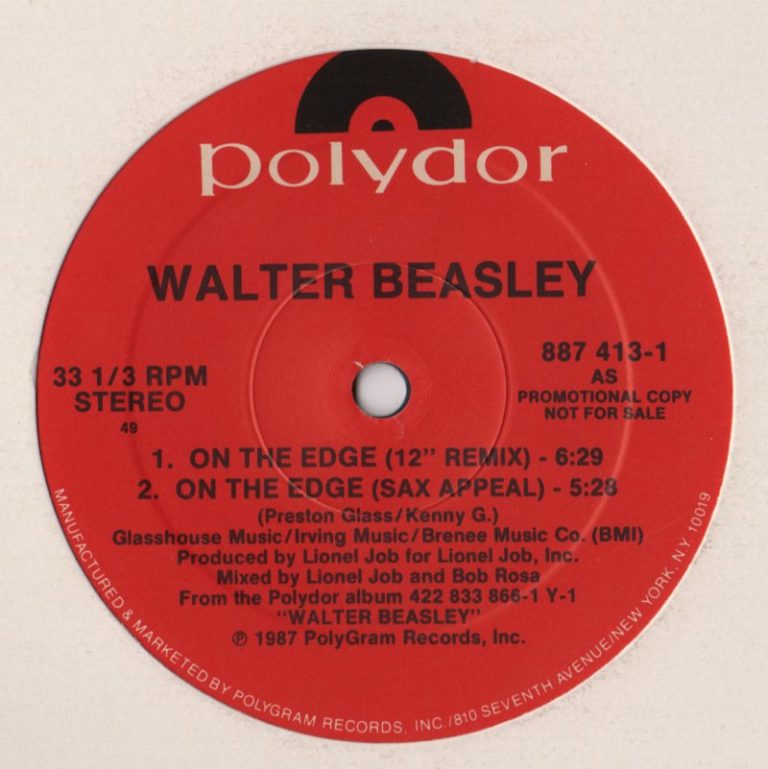 polydor
WALTER BEASLEY
33 1/3 RPM
STEREO
49
887 413-1
AS
PROMOTIONAL COPY
NOT FOR SALE
1. ON THE EDGE (12” REMIX) - 6:29
2. ON THE EDGE (SAX APPEAL) - 5:28
(Preston Glass/Kenny G.)
Glasshouse Music/Irving Music/Brenee Music Co. (BMI)
Produced by Lionel Job for Lionel Job, Inc.
Mixed by Lionel Job and Bob Rosa
From the Polydor album 422 833 866-1 Y-1
“WALTER BEASLEY”
℗ 1987 PolyGram Records, Inc.
MANUFACTURED & MARKETED BY POLYGRAM RECORDS, INC./810 SEVENTH AVENUE/NEW YORK, N.Y. 10019